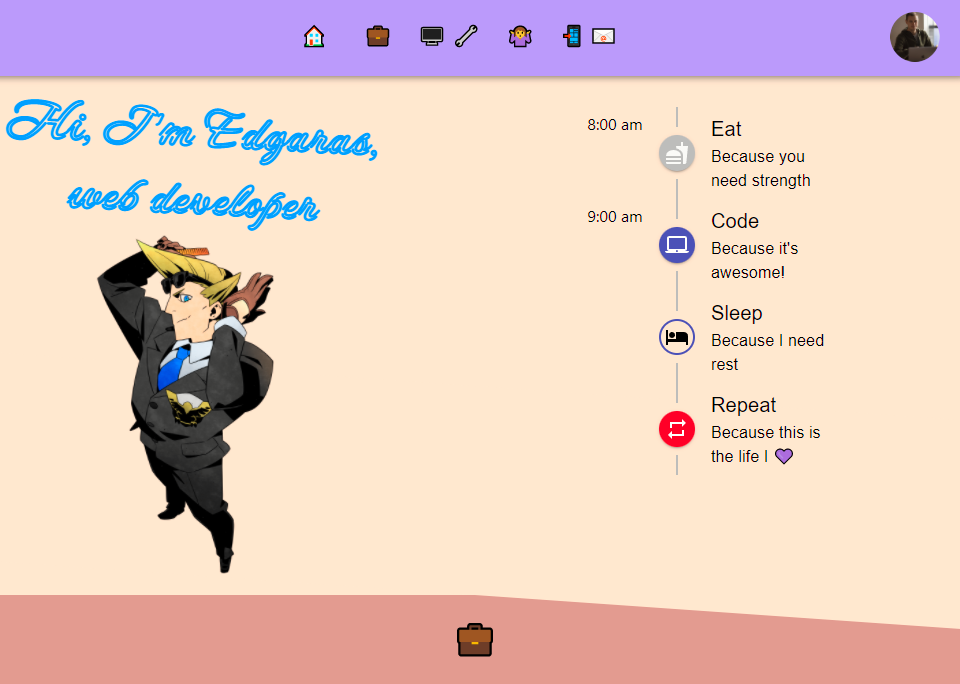 Hi, I'm Edgaras,
web developer
8:00 am
Eat
Because you
need strength
9:00 am
Code
Because it's
awesome!
Sleep
Because I need
rest
Repeat
Because this is
the life I 💜